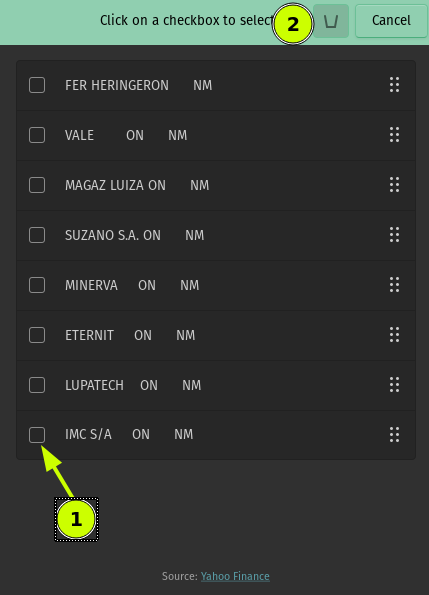 Click on a checkbox to select
2
Cancel
FER HERINGERON NM
VALE ON NM
MAGAZ LUIZA ON NM
SUZANO S.A. ON NM
MINERVA ON NM
ETERNIT ON NM
LUPATECH ON NM
IMC S/A ON NM
1
Source: Yahoo Finance